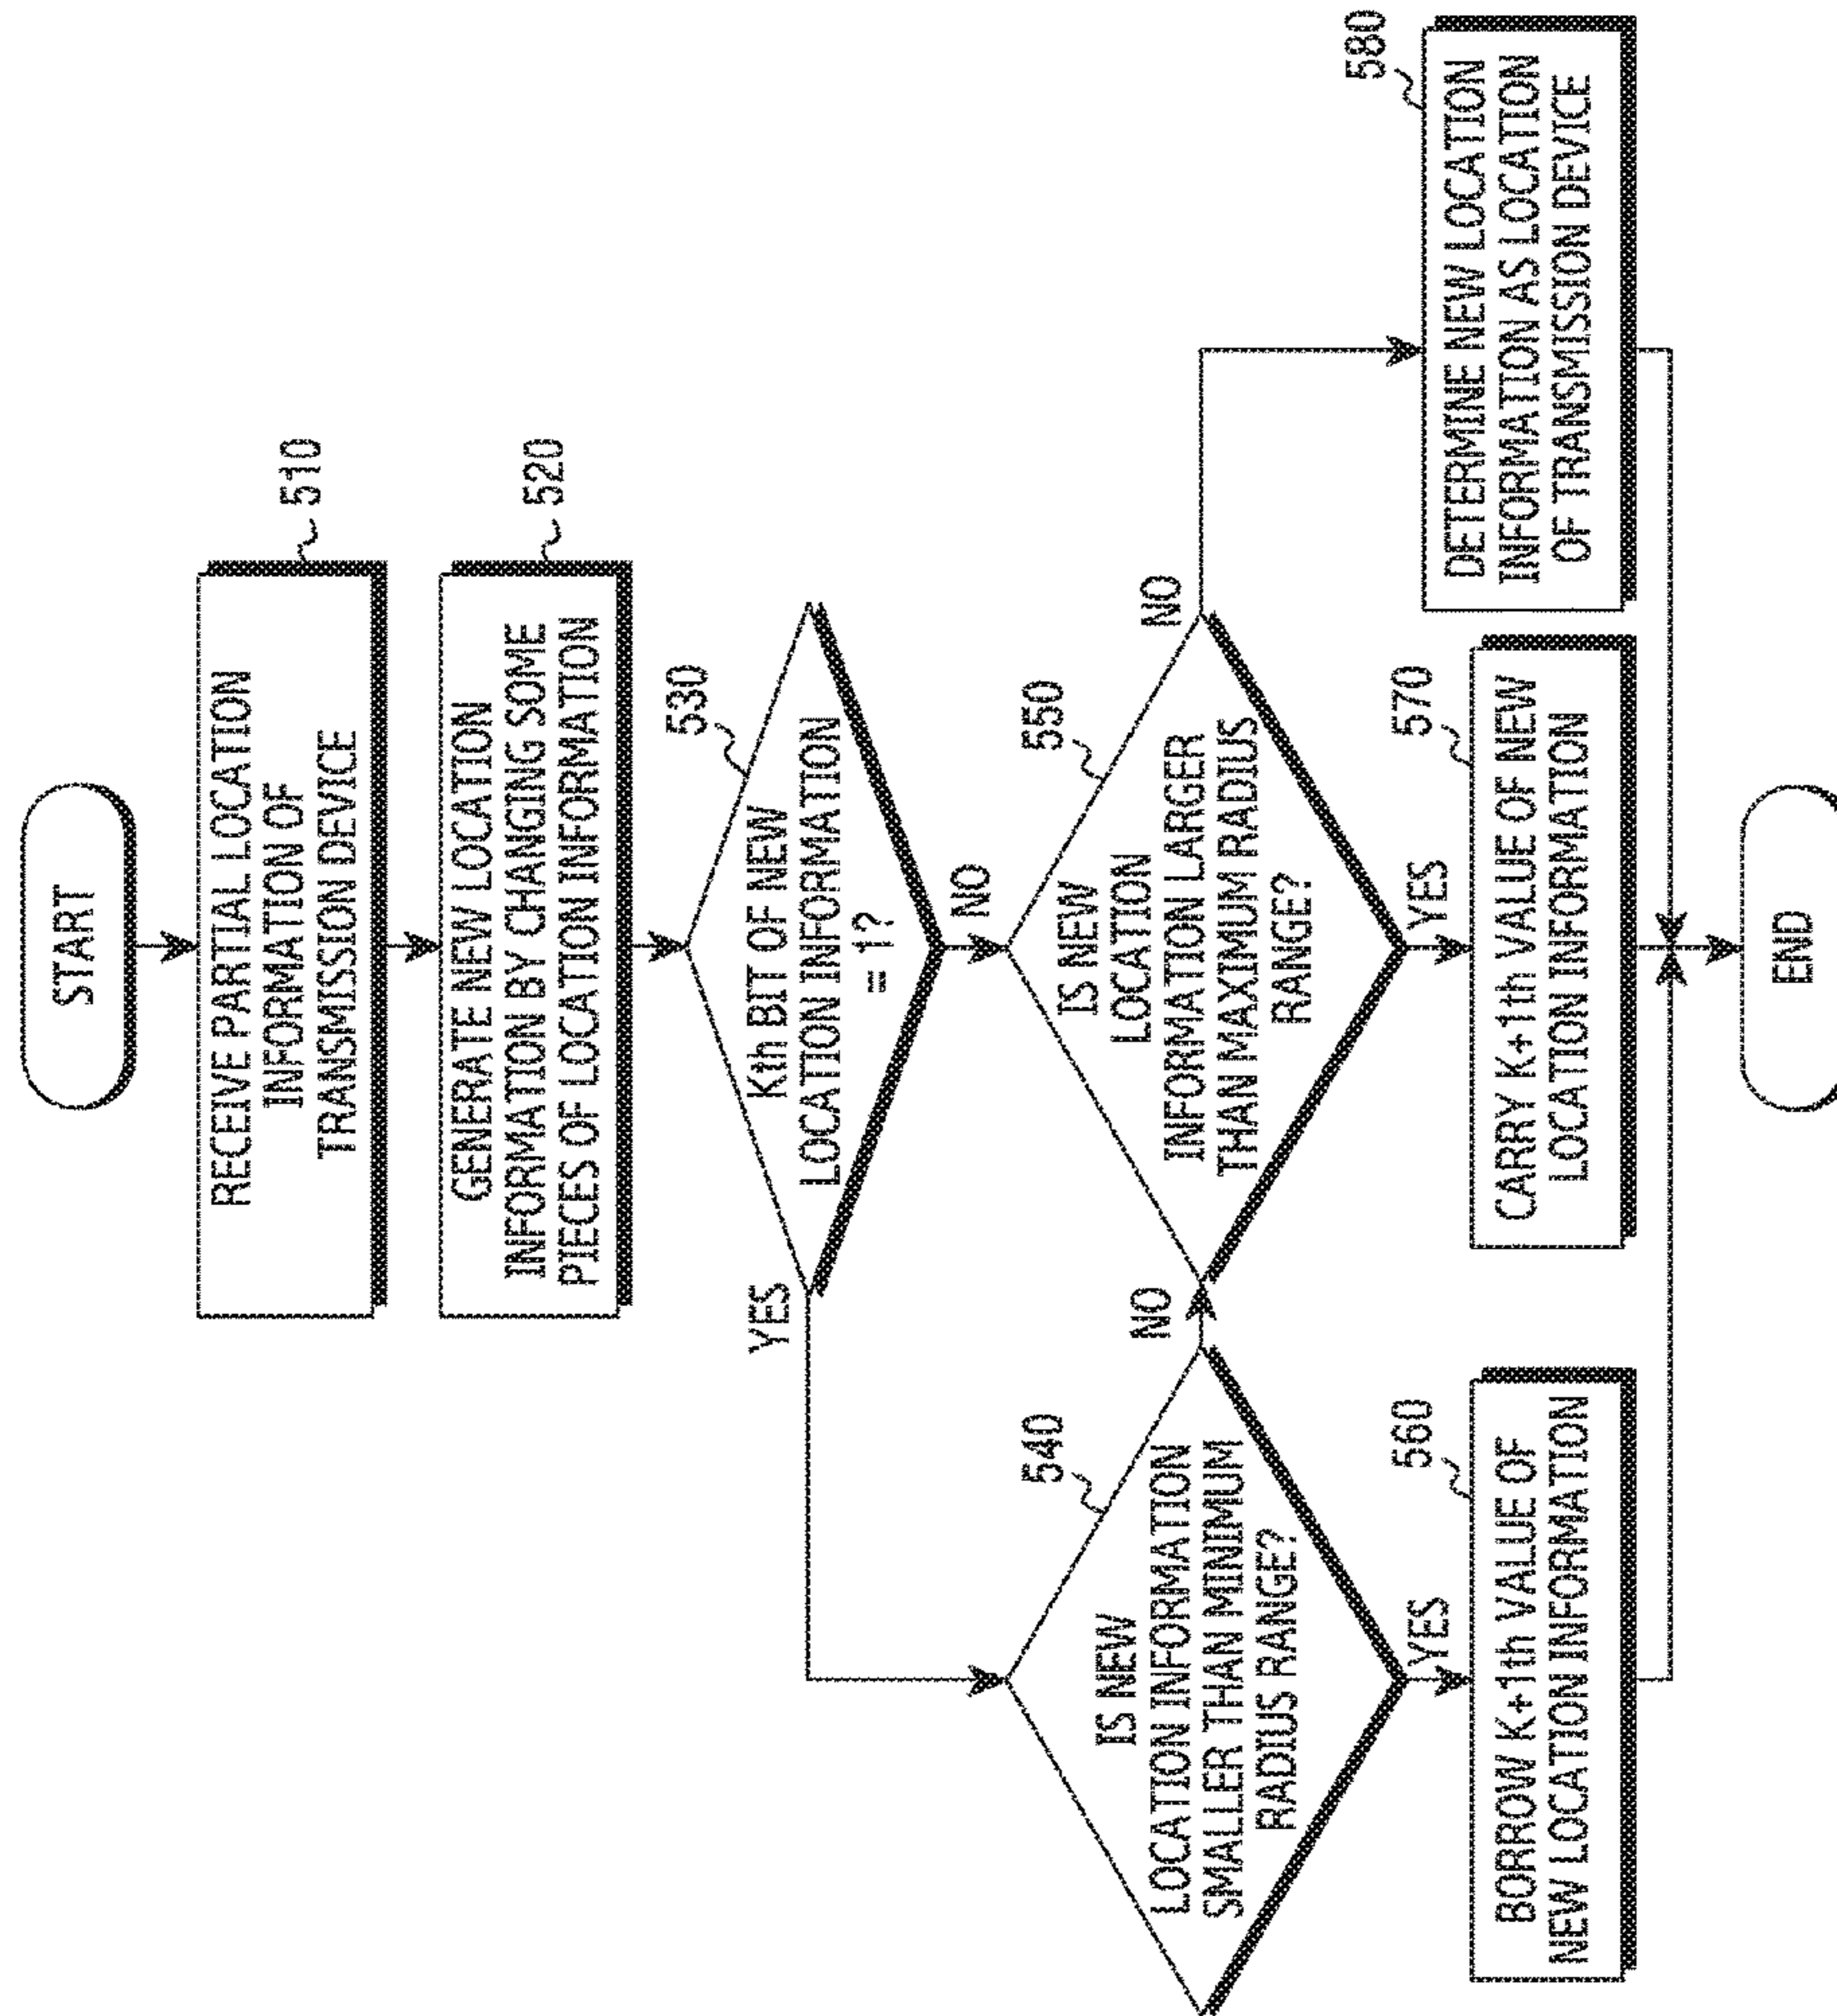 START
RECEIVE PARTIAL LOCATION
INFORMATION OF
TRANSMISSION DEVICE
510
GENERATE NEW LOCATION
INFORMATION BY CHANGING SOME
PIECES OF LOCATION INFORMATION
520
Kth BIT OF NEW
LOCATION INFORMATION
= 1?
530
YES
NO
IS NEW
LOCATION INFORMATION
SMALLER THAN MINIMUM
RADIUS RANGE?
540
NO
YES
IS NEW
LOCATION
INFORMATION LARGER
THAN MAXIMUM RADIUS
RANGE?
550
NO
YES
BORROW K+1th VALUE OF
NEW LOCATION INFORMATION
560
CARRY K+1th VALUE OF NEW
LOCATION INFORMATION
570
DETERMINE NEW LOCATION
INFORMATION AS LOCATION
OF TRANSMISSION DEVICE
580
END